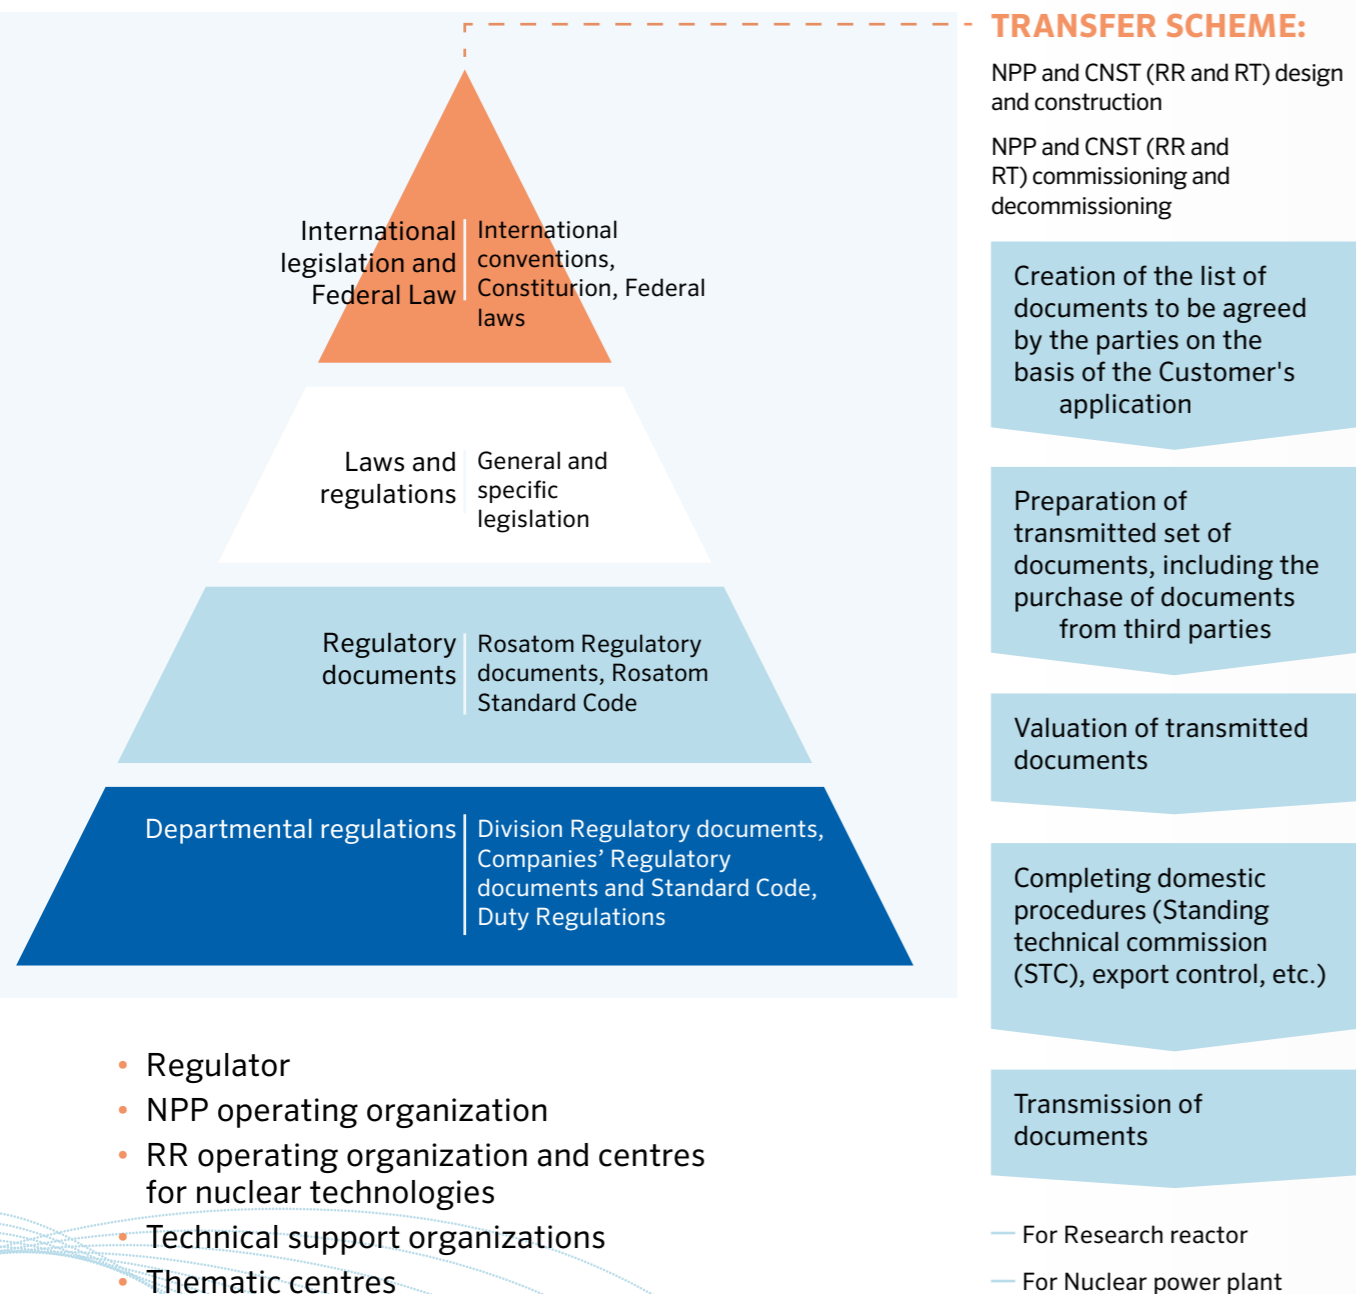 International
legislation and
Federal Law
International
conventions,
Constiturion, Federal
laws
Laws and
regulations
General and
specific
legislation
Regulatory
documents
Rosatom Regulatory
documents, Rosatom
Standard Code
Departmental regulations
Division Regulatory documents,
Companies’ Regulatory
documents and Standard Code,
Duty Regulations
• Regulator
• NPP operating organization
• RR operating organization and centres
for nuclear technologies
• Technical support organizations
• Thematic centres
TRANSFER SCHEME:
NPP and CNST (RR and RT) design
and construction
NPP and CNST (RR and
RT) commissioning and
decommissioning
Creation of the list of
documents to be agreed
by the parties on the
basis of the Customer's
application
Preparation of
transmitted set of
documents, including the
purchase of documents
from third parties
Valuation of transmitted
documents
Completing domestic
procedures (Standing
technical commission
(STC), export control, etc.)
Transmission of
documents
— For Research reactor
— For Nuclear power plant